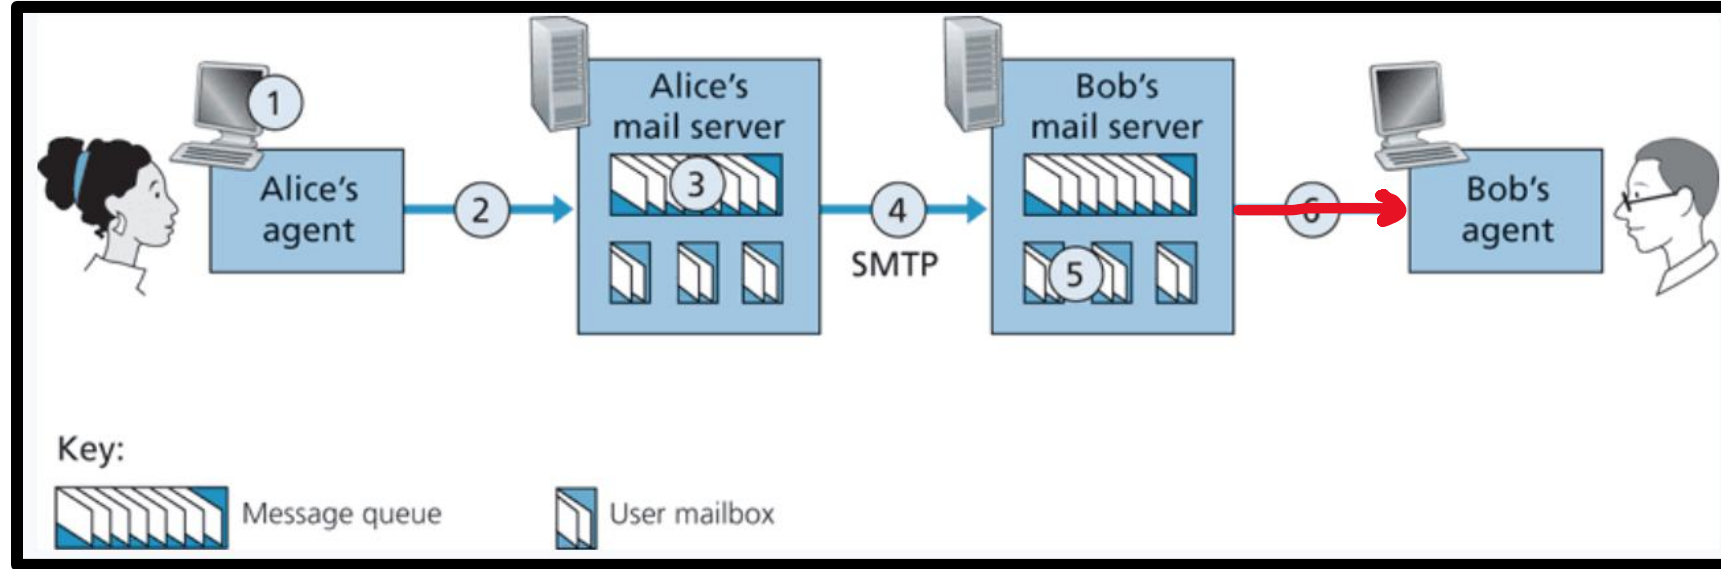 1
Alice's
agent
2
Alice's
mail server
3
4
SMTP
Bob's
mail server
5
6
Bob's
agent
Key:
Message queue
User mailbox